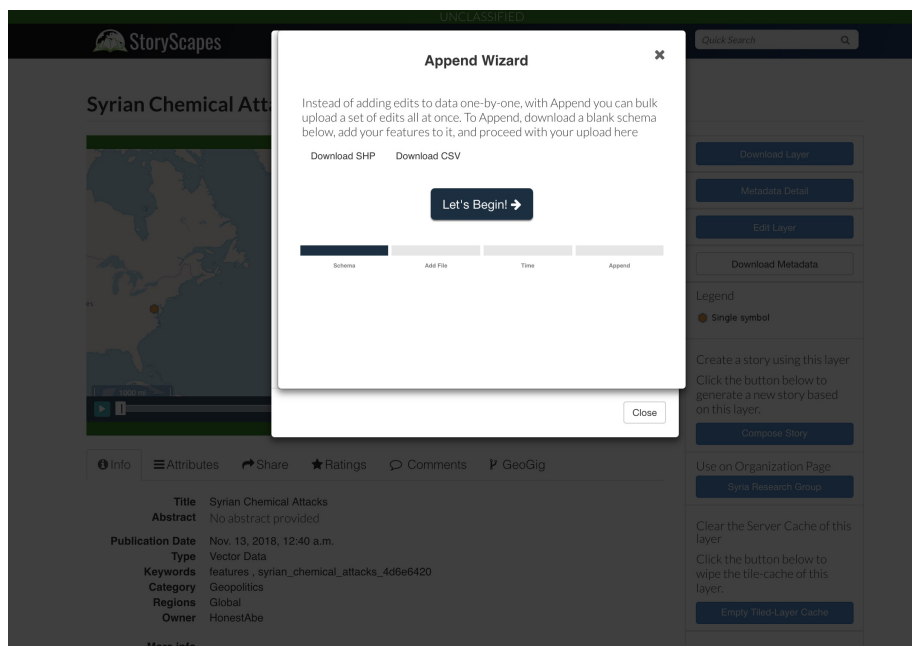 UNCLASSIFIED
StoryScapes
Quick Search
Syrian Chemical Atta
Append Wizard
Instead of adding edits to data one-by-one, with Append you can bulk
upload a set of edits all at once. To Append, download a blank schema
below, add your features to it, and proceed with your upload here
Download SHP Download CSV
Let's Begin!
Schema Add File Time Append
Close
1000 mi
Download Layer
Metadata Detail
Edit Layer
Download Metadata
Legend
Single symbol
Create a story using this layer
Click the button below to
generate a new story based
on this layer.
Compose Story
Use on Organization Page
Syria Research Group
Clear the Server Cache of this
layer
Click the button below to
wipe the tile-cache of this
layer.
Empty Tiled-Layer Cache
Info Attributes Share Ratings Comments GeoGig
Title Syrian Chemical Attacks
Abstract No abstract provided
Publication Date Nov. 13, 2018, 12:40 a.m.
Type Vector Data
Keywords features , syrian_chemical_attacks_4d6e6420
Category Geopolitics
Regions Global
Owner HonestAbe
More info